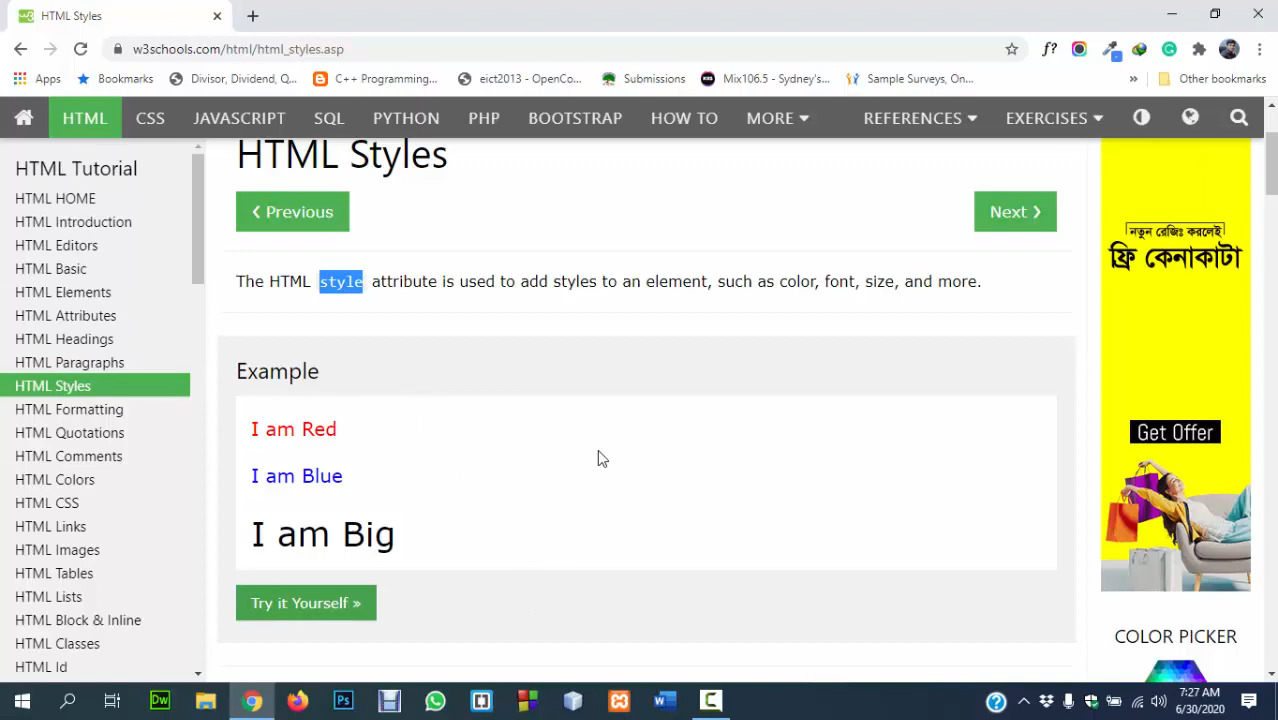 HTML Styles
w3schools.com/html/html_styles.asp
f?
Apps
Bookmarks
Divisor, Dividend, Q...
C++ Programming...
eict2013 - OpenCo...
Submissions
Mix106.5 - Sydney's...
Sample Surveys, On...
»
Other bookmarks
HTML
CSS
JAVASCRIPT
SQL
PYTHON
PHP
BOOTSTRAP
HOW TO
MORE
REFERENCES
EXERCISES
HTML Tutorial
HTML HOME
HTML Introduction
HTML Editors
HTML Basic
HTML Elements
HTML Attributes
HTML Headings
HTML Paragraphs
HTML Styles
HTML Formatting
HTML Quotations
HTML Comments
HTML Colors
HTML CSS
HTML Links
HTML Images
HTML Tables
HTML Lists
HTML Block & Inline
HTML Classes
HTML Id
HTML Styles
❮ Previous
Next ❯
The HTML style attribute is used to add styles to an element, such as color, font, size, and more.
Example
I am Red
I am Blue
I am Big
Try it Yourself »
নতুন রেজিঃ করলেই
ফ্রি কেনাকাটা
Get Offer
COLOR PICKER
Dw
Ps
7:27 AM
6/30/2020